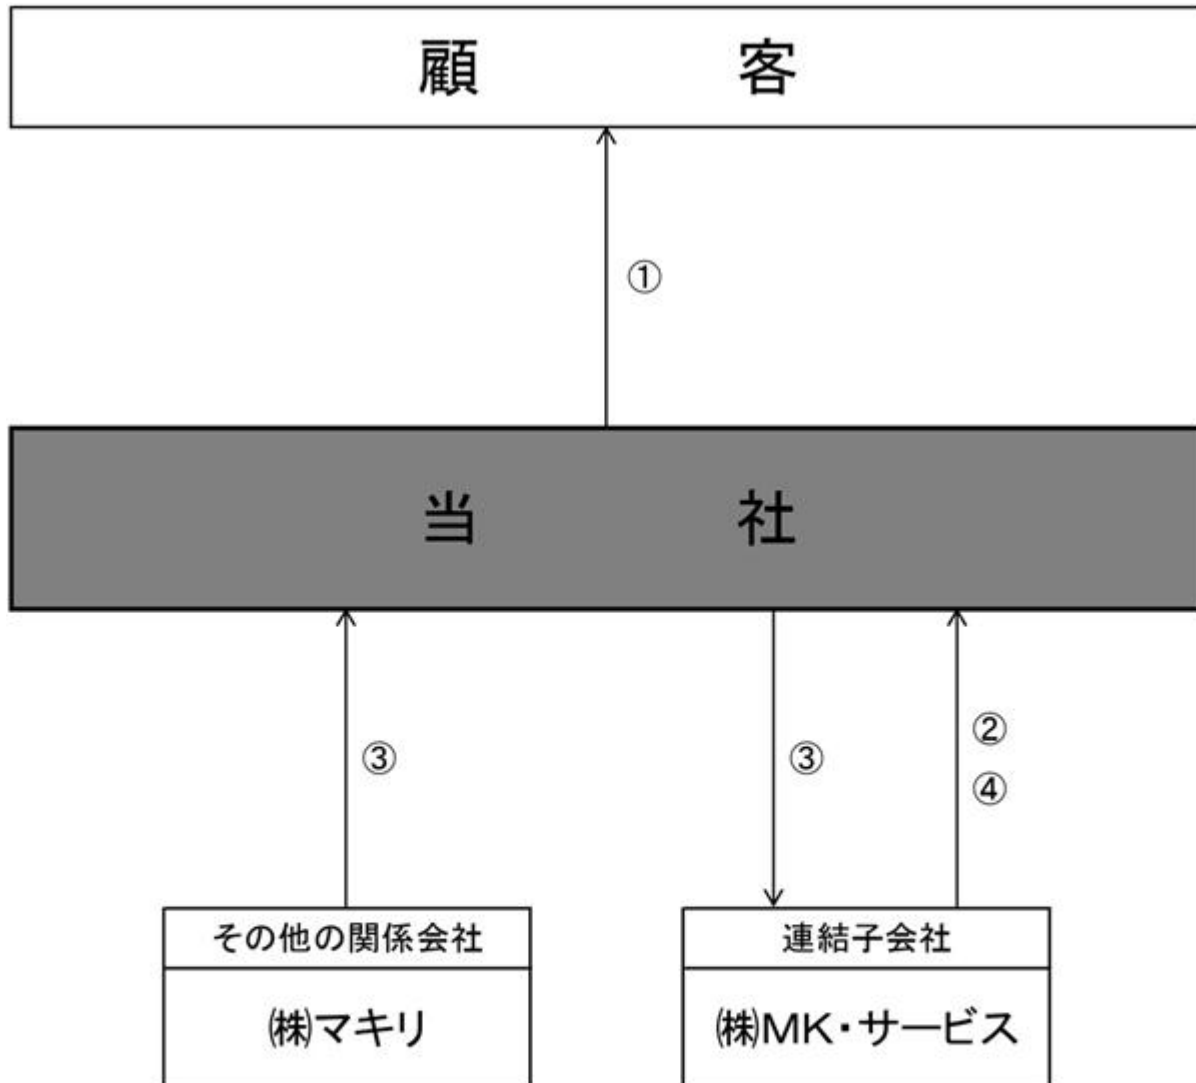 顧客
①
当社
③ ③ ②
④
その他の関係会社 連結子会社
㈱マキリ ㈱MK・サービス